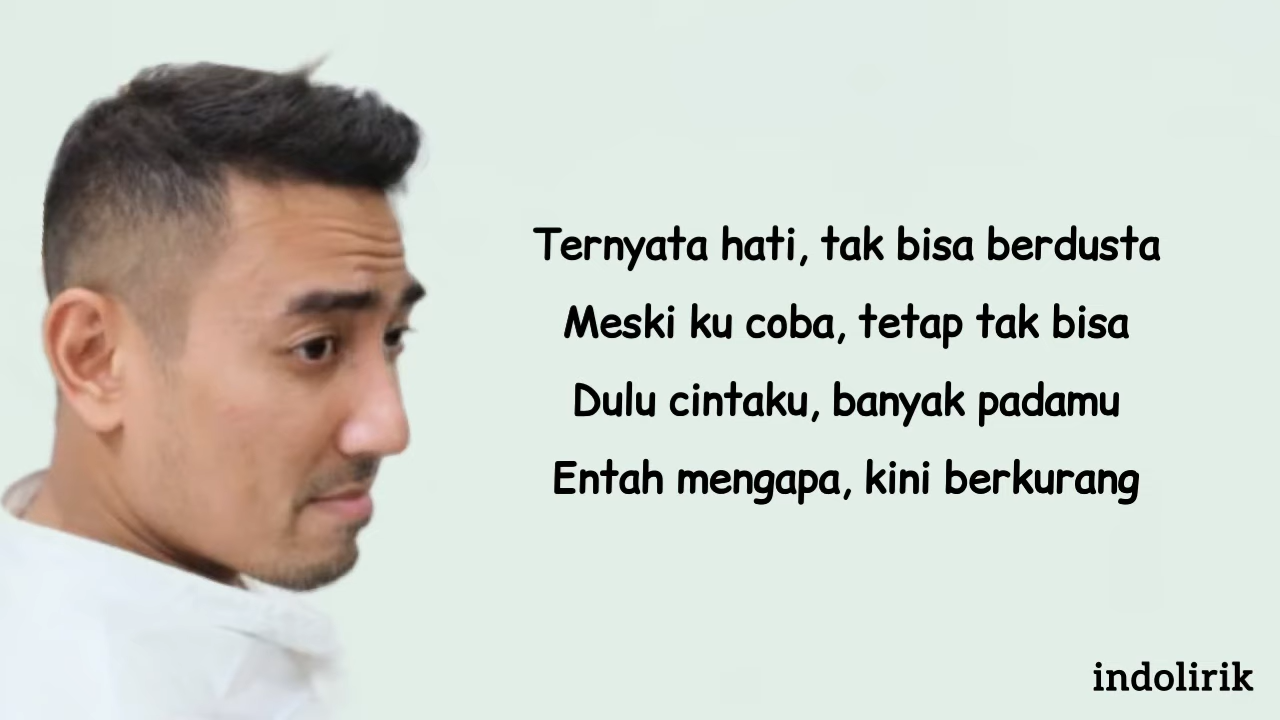 Ternyata hati, tak bisa berdusta
Meski ku coba, tetap tak bisa
Dulu cintaku, banyak padamu
Entah mengapa, kini berkurang
indolirik